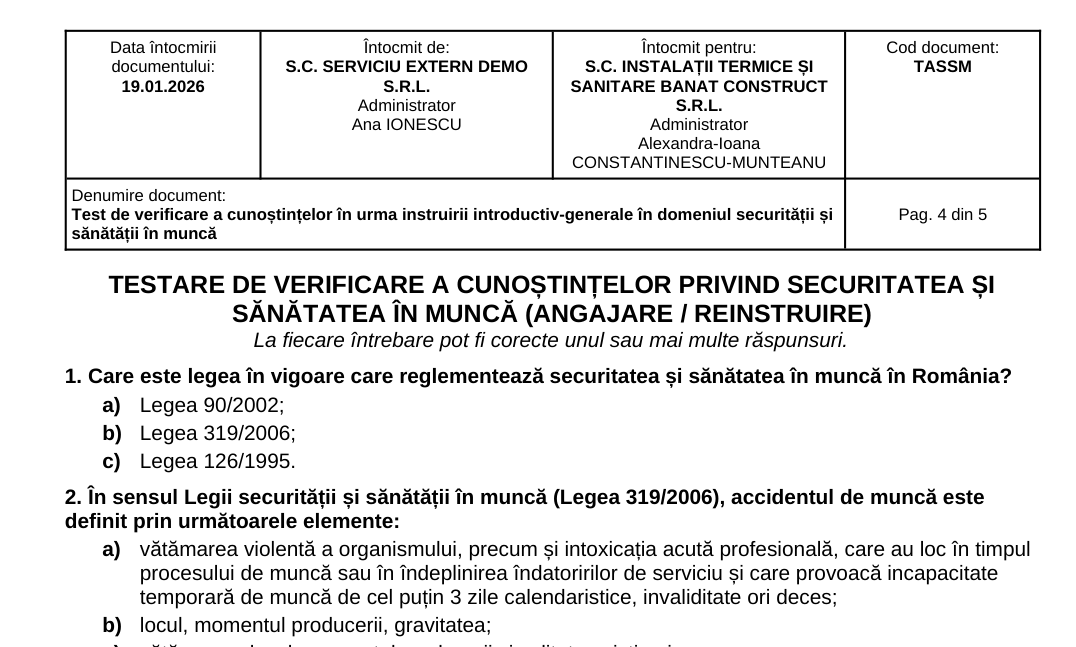 Data întocmirii
documentului:
19.01.2026
Întocmit de:
S.C. SERVICIU EXTERN DEMO
S.R.L.
Administrator
Ana IONESCU
Întocmit pentru:
S.C. INSTALAȚII TERMICE ȘI
SANITARE BANAT CONSTRUCT
S.R.L.
Administrator
Alexandra-Ioana
CONSTANTINESCU-MUNTEANU
Cod document:
TASSM
Denumire document:
Test de verificare a cunoștințelor în urma instruirii introductiv-generale în domeniul securității și
sănătății în muncă
Pag. 4 din 5
TESTARE DE VERIFICARE A CUNOȘTINȚELOR PRIVIND SECURITATEA ȘI
SĂNĂTATEA ÎN MUNCĂ (ANGAJARE / REINSTRUIRE)
La fiecare întrebare pot fi corecte unul sau mai multe răspunsuri.
1. Care este legea în vigoare care reglementează securitatea și sănătatea în muncă în România?
a) Legea 90/2002;
b) Legea 319/2006;
c) Legea 126/1995.
2. În sensul Legii securității și sănătății în muncă (Legea 319/2006), accidentul de muncă este
definit prin următoarele elemente:
a) vătămarea violentă a organismului, precum și intoxicația acută profesională, care au loc în timpul
procesului de muncă sau în îndeplinirea îndatoririlor de serviciu și care provoacă incapacitate
temporară de muncă de cel puțin 3 zile calendaristice, invaliditate ori deces;
b) locul, momentul producerii, gravitatea;